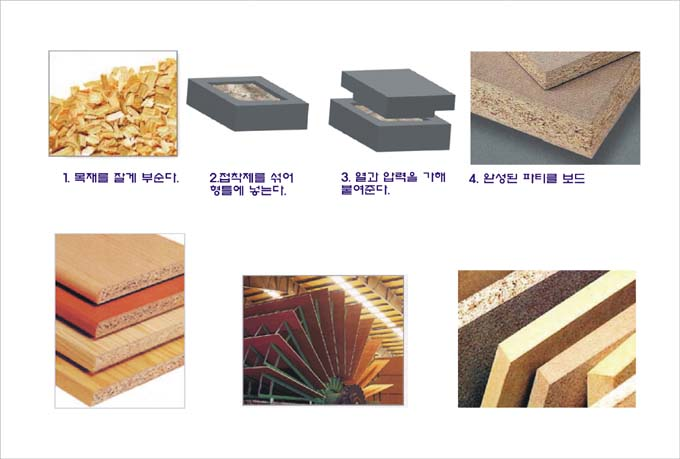 1. 목재를 잘게 부순다.
2.접착제를 섞어
형틀에 넣는다.
3. 열과 압력을 가해
붙여준다.
4. 완성된 파티클 보드